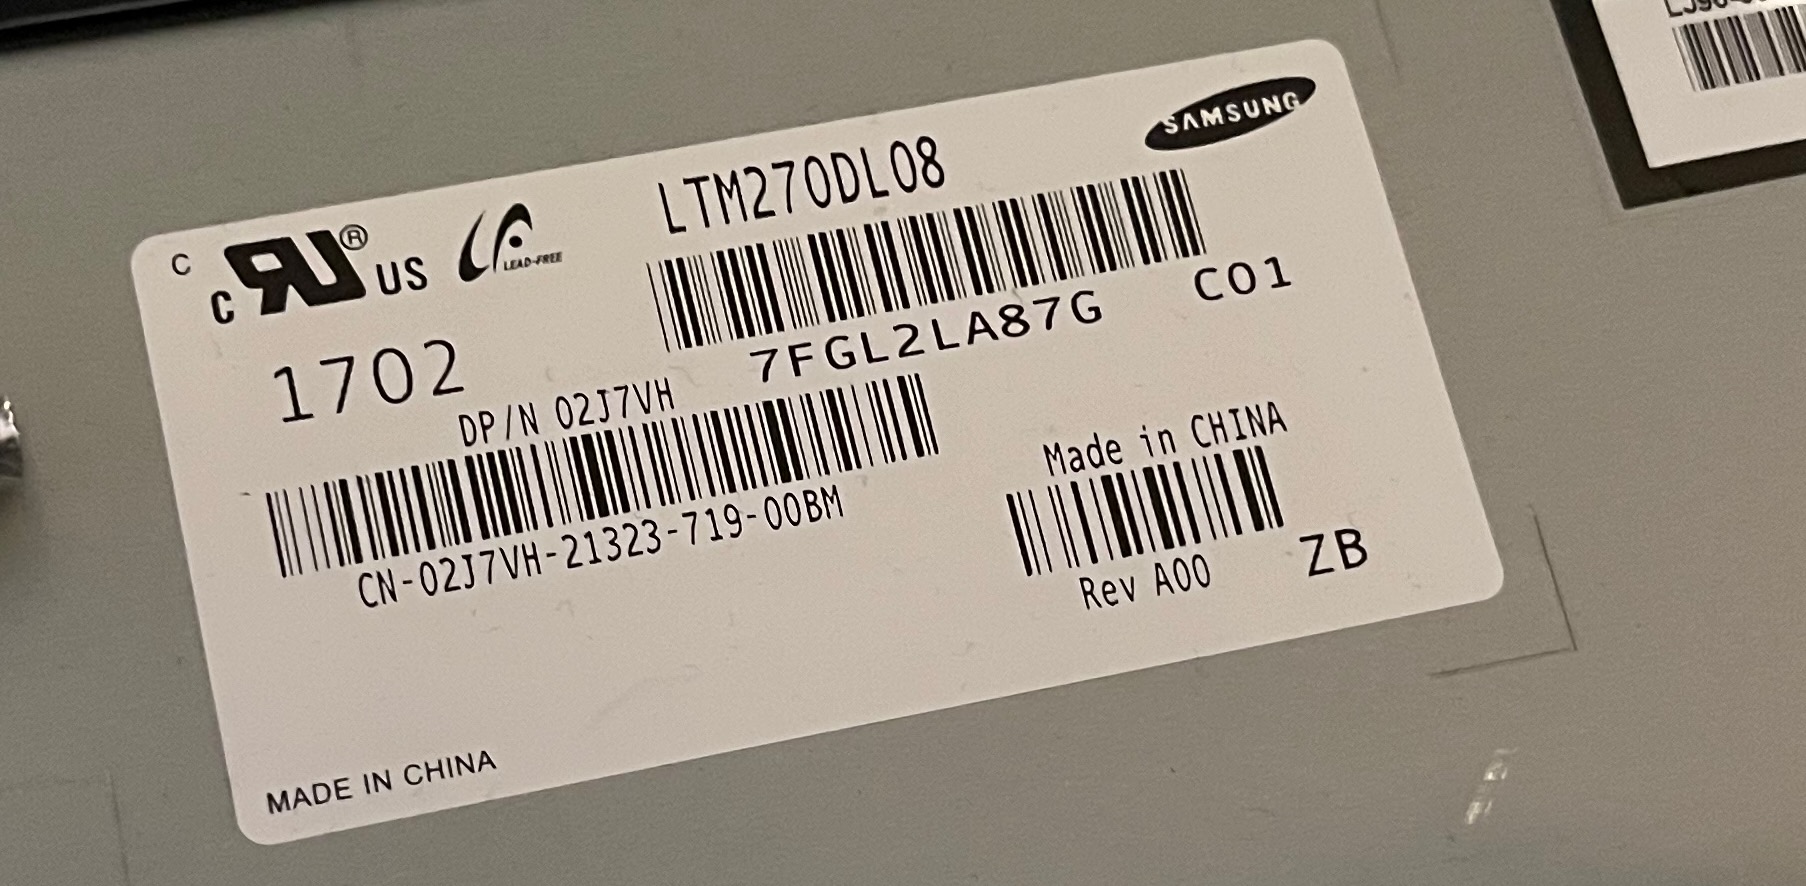 SAMSUNG
LTM270DL08
C
c RU ® US
LEAD-FREE
7FGL2LA87G C01
1702
DP/N 02J7VH
CN-02J7VH-21323-719-00BM
Made in CHINA
Rev A00
ZB
MADE IN CHINA